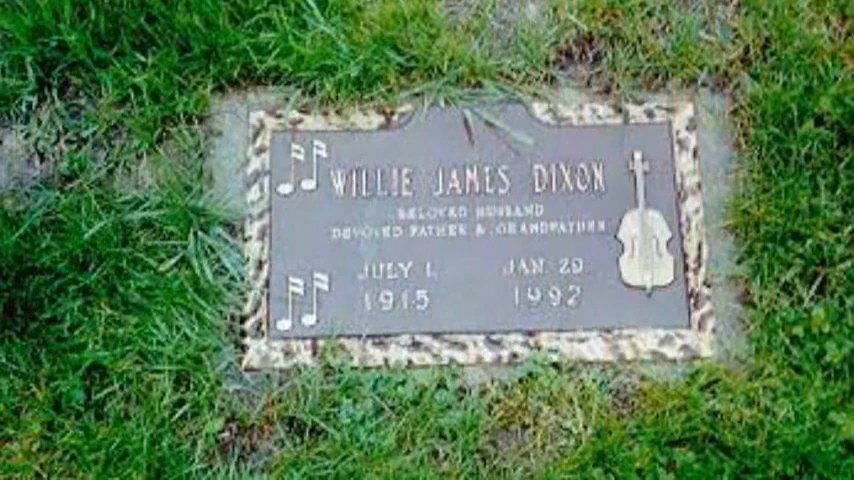 WILLIE JAMES DIXON
BELOVED HUSBAND
DEVOTED FATHER & GRANDFATHER
JULY 1, JAN. 29,
1915 1992